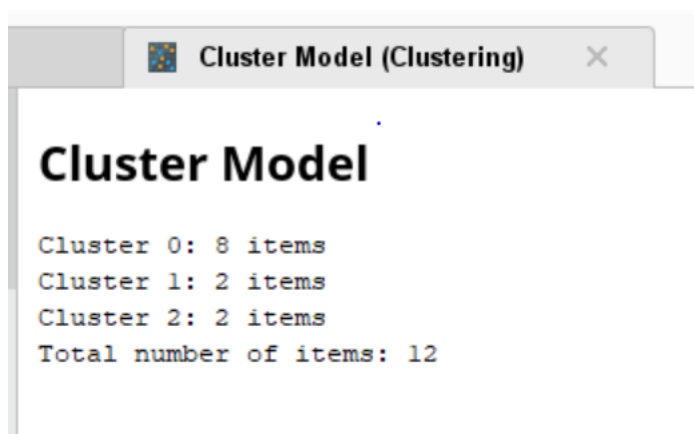 Cluster Model (Clustering)
Cluster Model
Cluster 0: 8 items
Cluster 1: 2 items
Cluster 2: 2 items
Total number of items: 12